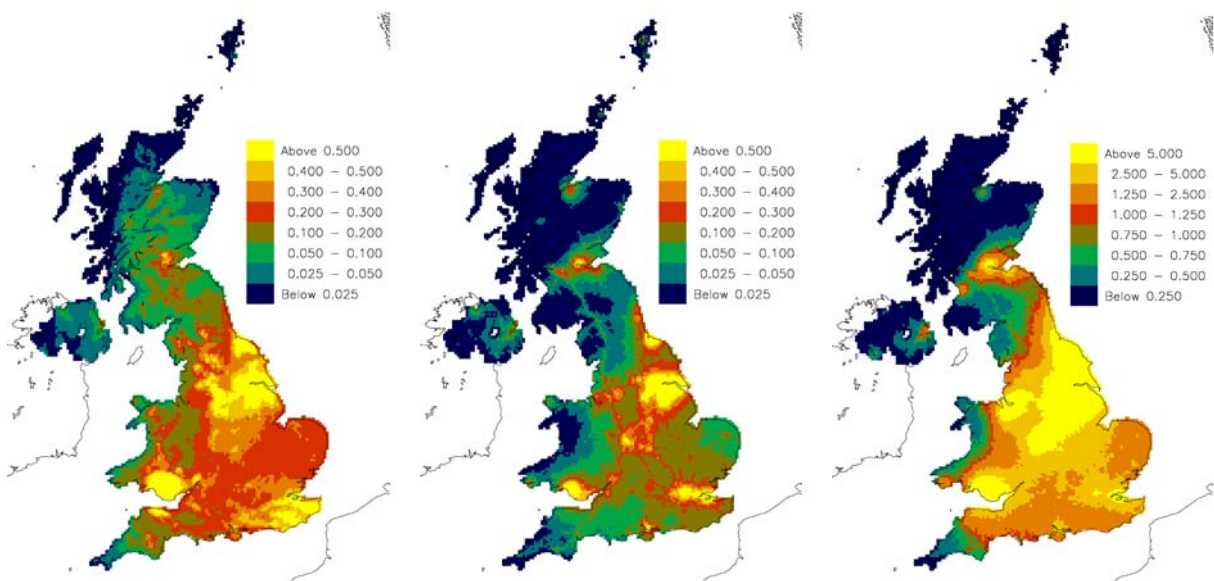 Above 0.500
0.400 – 0.500
0.300 – 0.400
0.200 – 0.300
0.100 – 0.200
0.050 – 0.100
0.025 – 0.050
Below 0.025
Above 0.500
0.400 – 0.500
0.300 – 0.400
0.200 – 0.300
0.100 – 0.200
0.050 – 0.100
0.025 – 0.050
Below 0.025
Above 5.000
2.500 – 5.000
1.250 – 2.500
1.000 – 1.250
0.750 – 1.000
0.500 – 0.750
0.250 – 0.500
Below 0.250